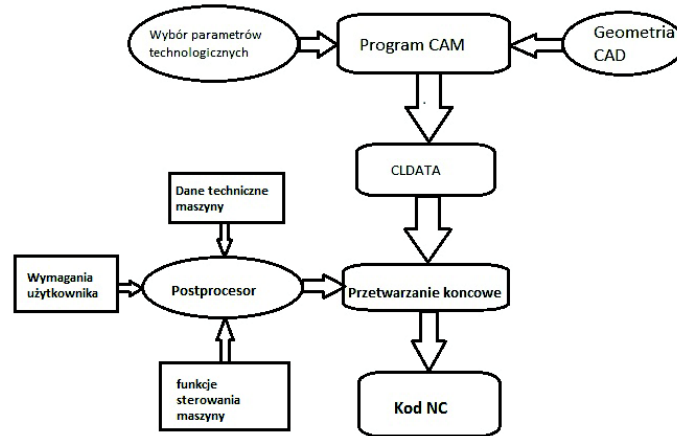 Wybór parametrów
technologicznych
Program CAM
Geometria
CAD
CLDATA
Dane techniczne
maszyny
Wymagania
użytkownika
Postprocesor
Przetwarzanie koncowe
funkcje
sterowania
maszyny
Kod NC